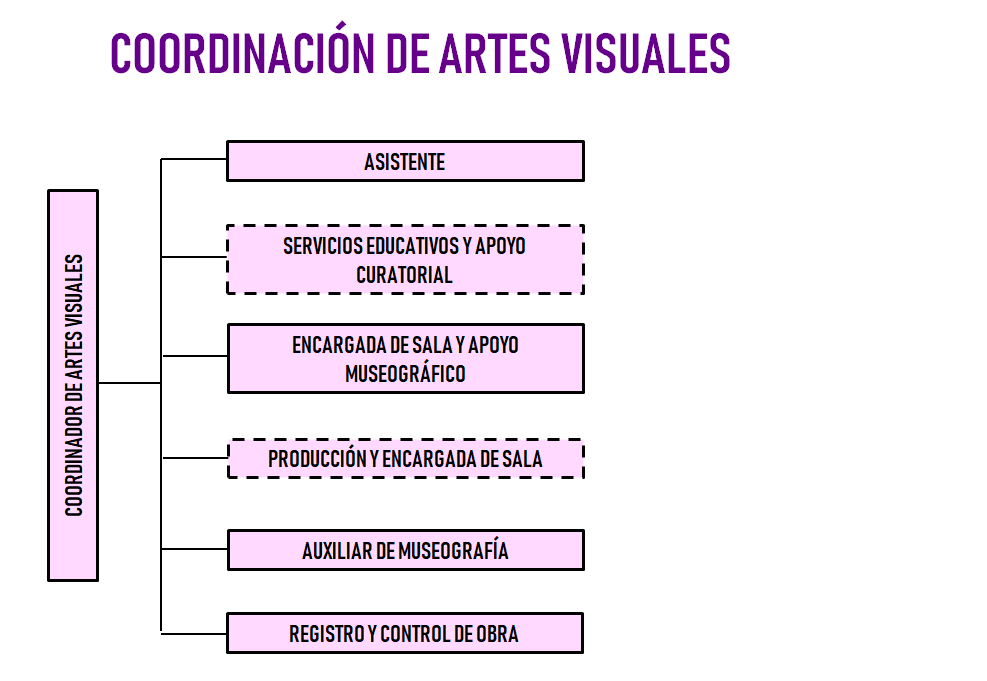 COORDINACIÓN DE ARTES VISUALES
COORDINADOR DE ARTES VISUALES
ASISTENTE
SERVICIOS EDUCATIVOS Y APOYO
CURATORIAL
ENCARGADA DE SALA Y APOYO
MUSEOGRÁFICO
PRODUCCIÓN Y ENCARGADA DE SALA
AUXILIAR DE MUSEOGRAFÍA
REGISTRO Y CONTROL DE OBRA